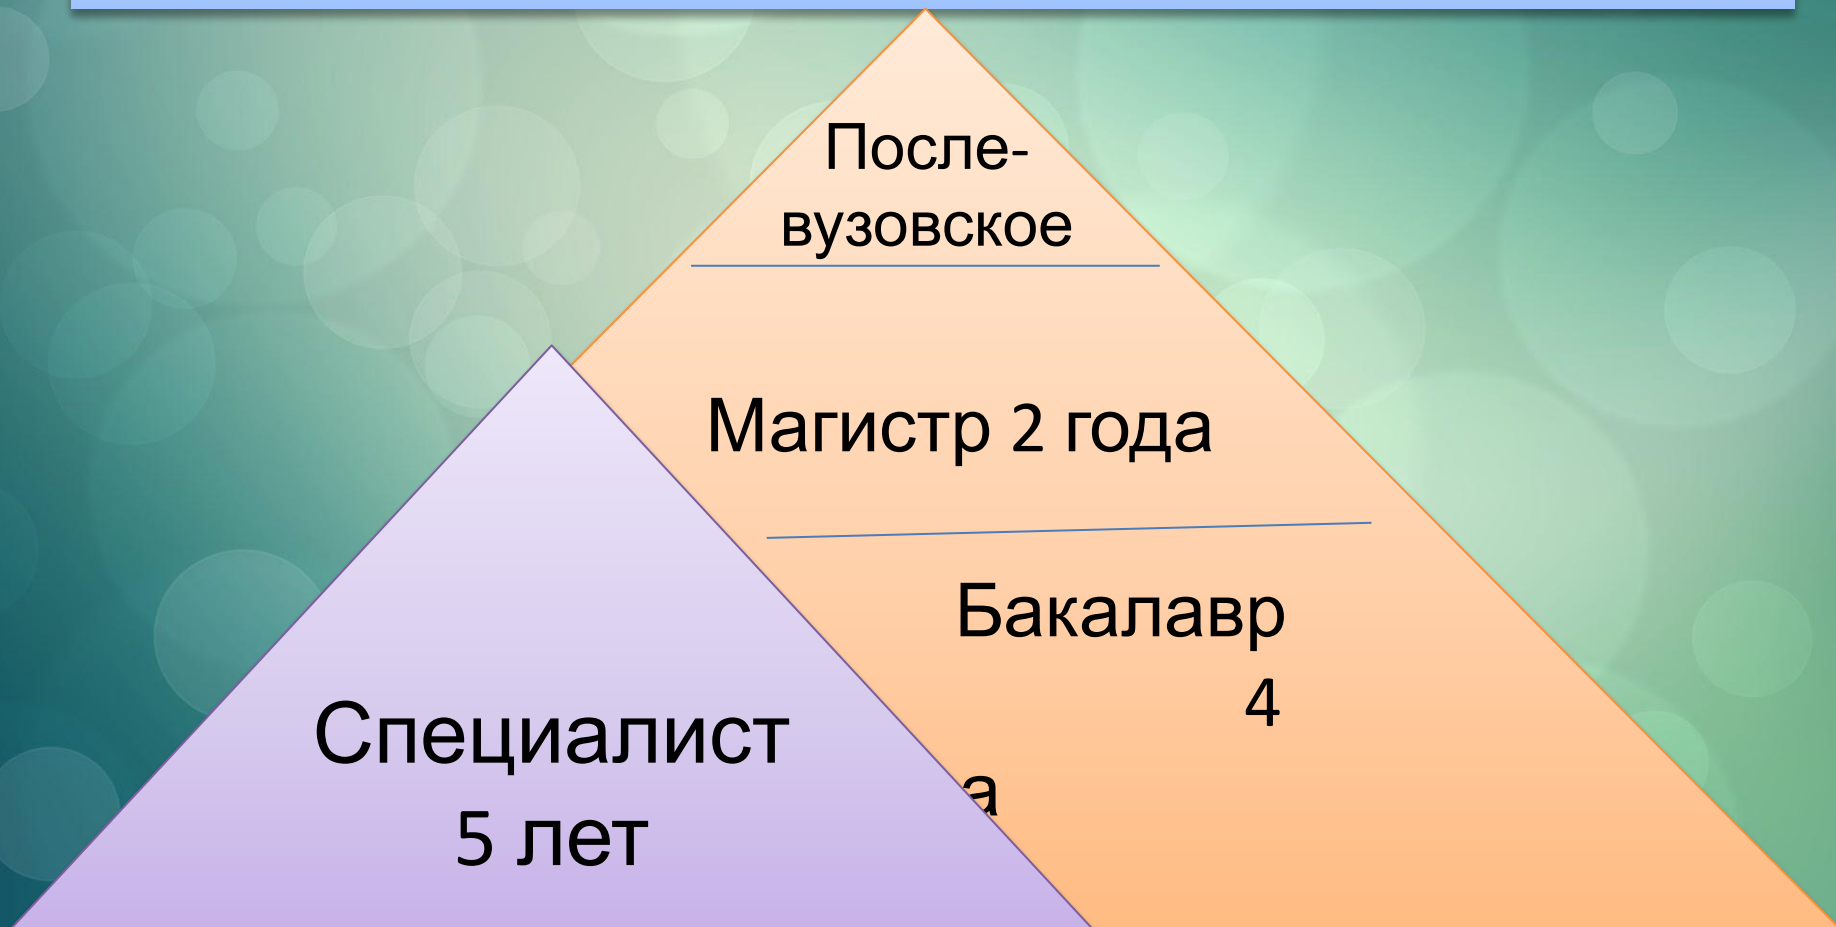 После-
вузовское
Магистр 2 года
Бакалавр
4
Специалист
5 лет